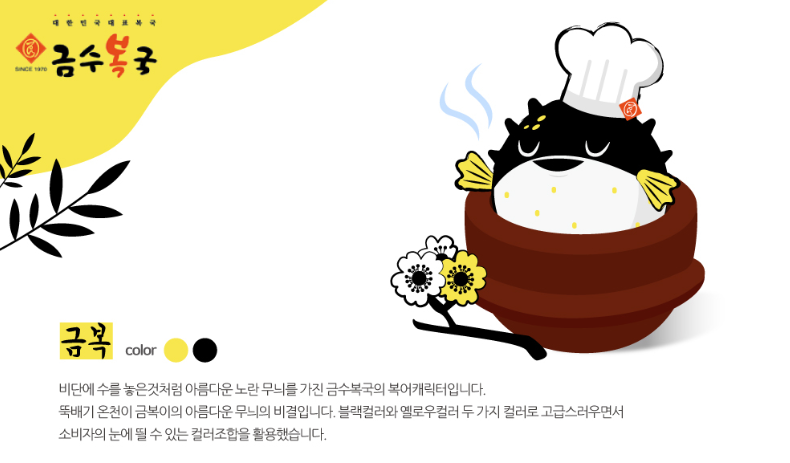 대한민국대표복국
SINCE 1970
금수복국
금복 color
비단에 수를 놓은것처럼 아름다운 노란 무늬를 가진 금수복국의 복어캐릭터입니다.
뚝배기 온천이 금복이의 아름다운 무늬의 비결입니다. 블랙컬러와 옐로우컬러 두 가지 컬러로 고급스러우면서
소비자의 눈에 띌 수 있는 컬러조합을 활용했습니다.